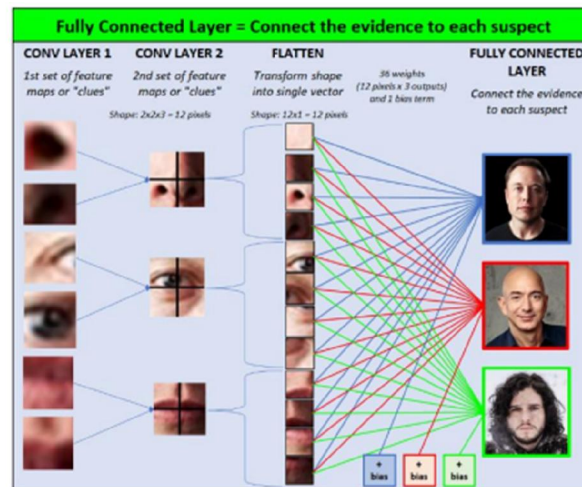 Fully Connected Layer = Connect the evidence to each suspect
CONV LAYER 1
1st set of feature
maps or "clues"
CONV LAYER 2
2nd set of feature
maps or "clues"
Shape: 2x2x3 = 12 pixels
FLATTEN
Transform shape
into single vector
Shape: 12x1 = 12 pixels
36 weights
(12 pixels x 3 outputs)
and 1 bias term
FULLY CONNECTED
LAYER
Connect the evidence
to each suspect
+
bias
+
bias
+
bias